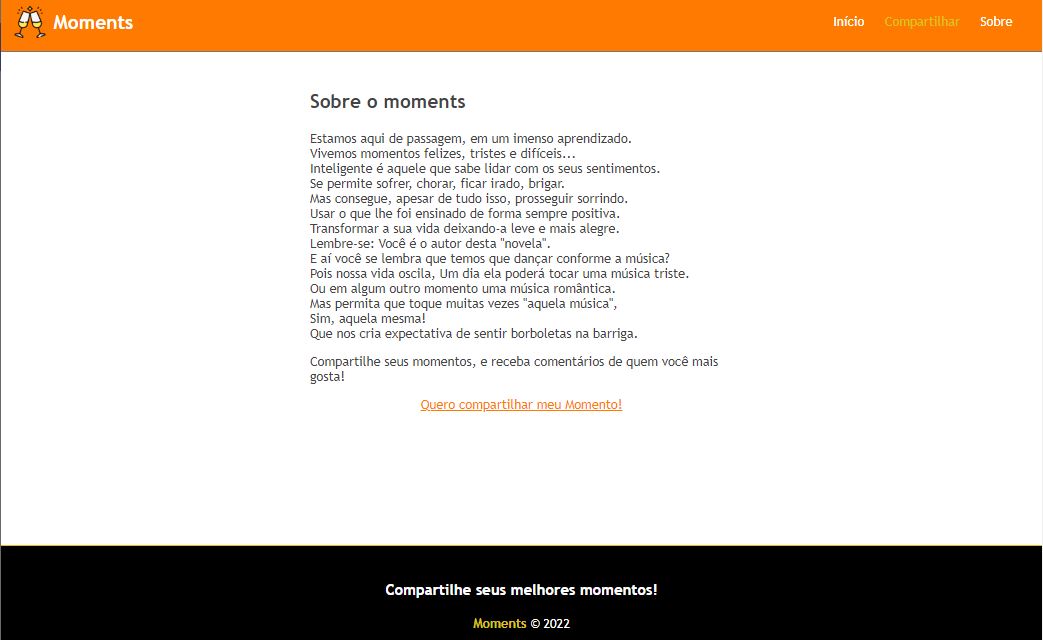 Moments
Início Compartilhar Sobre
Sobre o moments
Estamos aqui de passagem, em um imenso aprendizado.
Vivemos momentos felizes, tristes e difíceis...
Inteligente é aquele que sabe lidar com os seus sentimentos.
Se permite sofrer, chorar, ficar irado, brigar.
Mas consegue, apesar de tudo isso, prosseguir sorrindo.
Usar o que lhe foi ensinado de forma sempre positiva.
Transformar a sua vida deixando-a leve e mais alegre.
Lembre-se: Você é o autor desta "novela".
E aí você se lembra que temos que dançar conforme a música?
Pois nossa vida oscila, Um dia ela poderá tocar uma música triste.
Ou em algum outro momento uma música romântica.
Mas permita que toque muitas vezes "aquela música",
Sim, aquela mesma!
Que nos cria expectativa de sentir borboletas na barriga.
Compartilhe seus momentos, e receba comentários de quem você mais
gosta!
Quero compartilhar meu Momento!
Compartilhe seus melhores momentos!
Moments © 2022